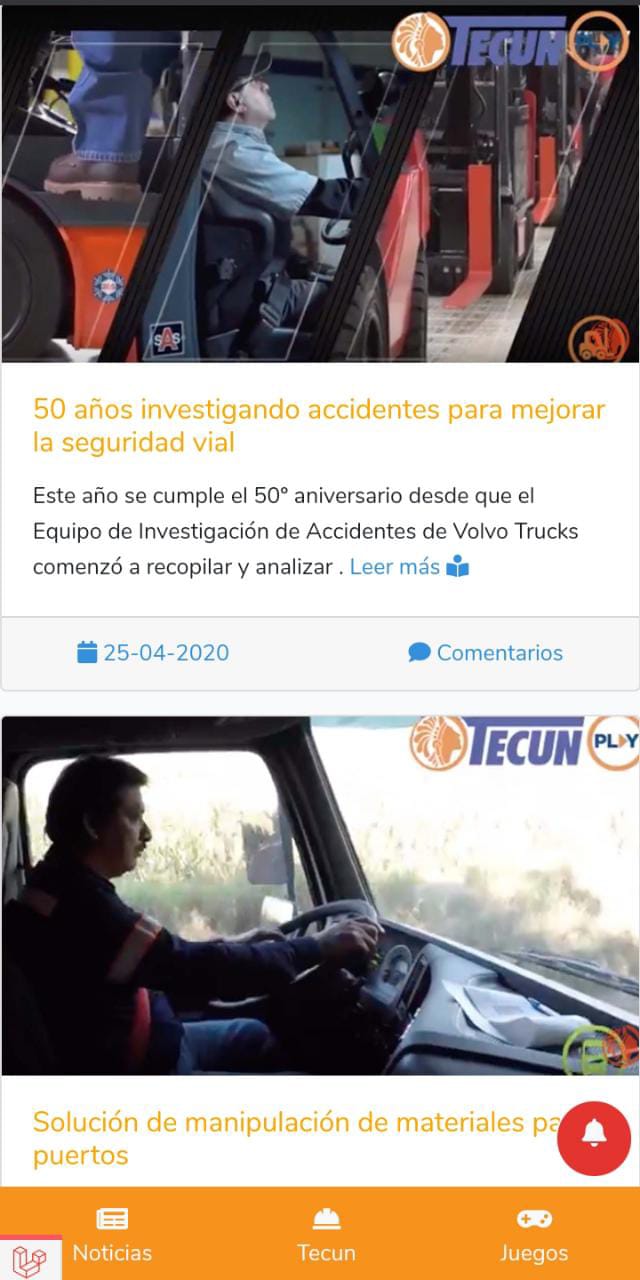 TECUN PLAY
SAS
50 años investigando accidentes para mejorar
la seguridad vial
Este año se cumple el 50° aniversario desde que el
Equipo de Investigación de Accidentes de Volvo Trucks
comenzó a recopilar y analizar . Leer más
25-04-2020
Comentarios
TECUN PLAY
Solución de manipulación de materiales
puertos
Noticias
Tecun
Juegos